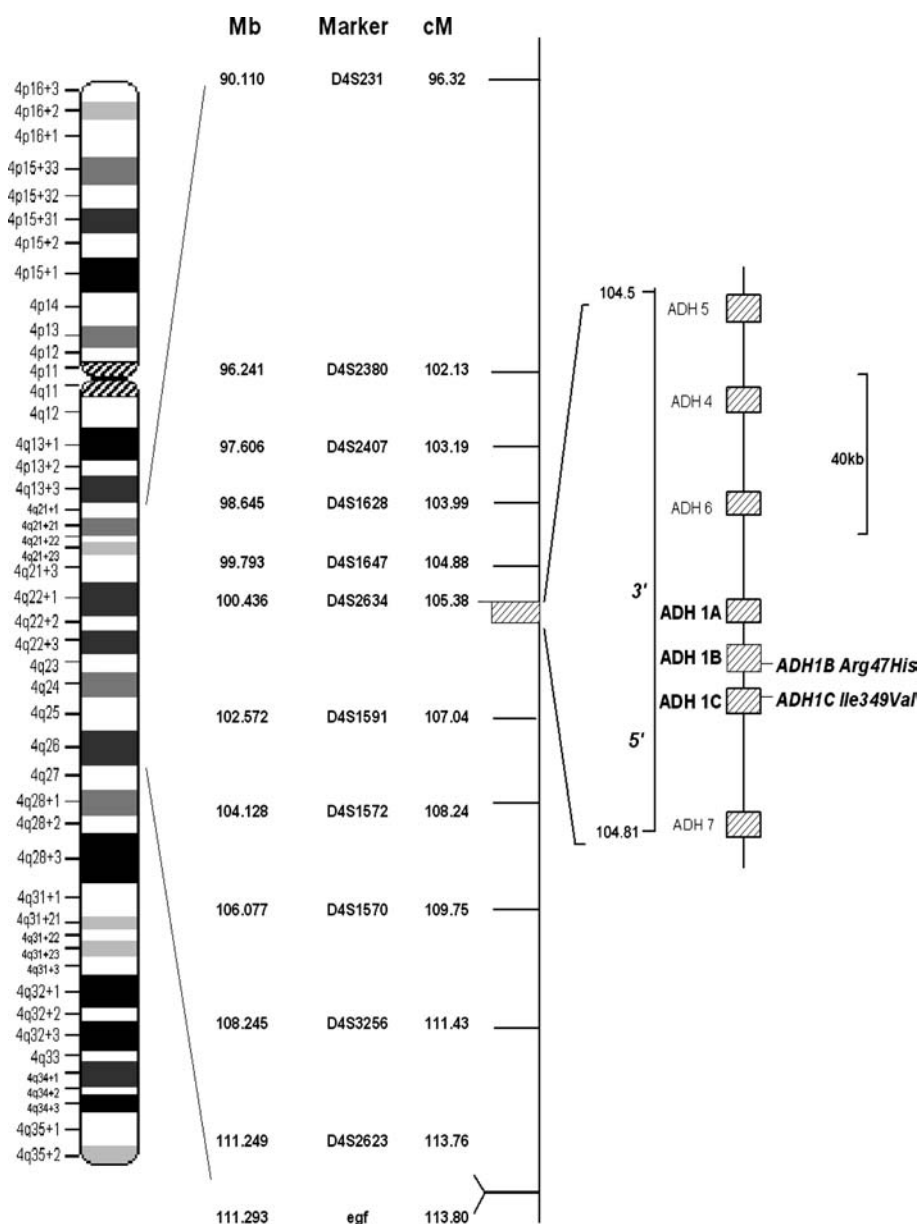 Mb Marker cM
4p16+3
4p16+2
4p16+1
4p15+33
4p15+32
4p15+31
4p15+2
4p15+1
4p14
4p13
4p12
4p11
4q11
4q12
4q13+1
4p13+2
4q13+3
4q21+1
4q21+21
4q21+22
4q21+23
4q21+3
4q22+1
4q22+2
4q22+3
4q23
4q24
4q25
4q26
4q27
4q28+1
4q28+2
4q28+3
4q31+1
4q31+21
4q31+22
4q31+23
4q31+3
4q32+1
4q32+2
4q32+3
4q33
4q34+1
4q34+2
4q34+3
4q35+1
4q35+2
90.110 D4S231 96.32
96.241 D4S2380 102.13
97.606 D4S2407 103.19
98.645 D4S1628 103.99
99.793 D4S1647 104.88
100.436 D4S2634 105.38
102.572 D4S1591 107.04
104.128 D4S1572 108.24
106.077 D4S1570 109.75
108.245 D4S3256 111.43
111.249 D4S2623 113.76
111.293 egf 113.80
104.5
3'
5'
104.81
ADH 5
ADH 4
ADH 6
ADH 1A
ADH 1B
ADH 1C
ADH 7
40kb
ADH1B Arg47His
ADH1C Ile349Val